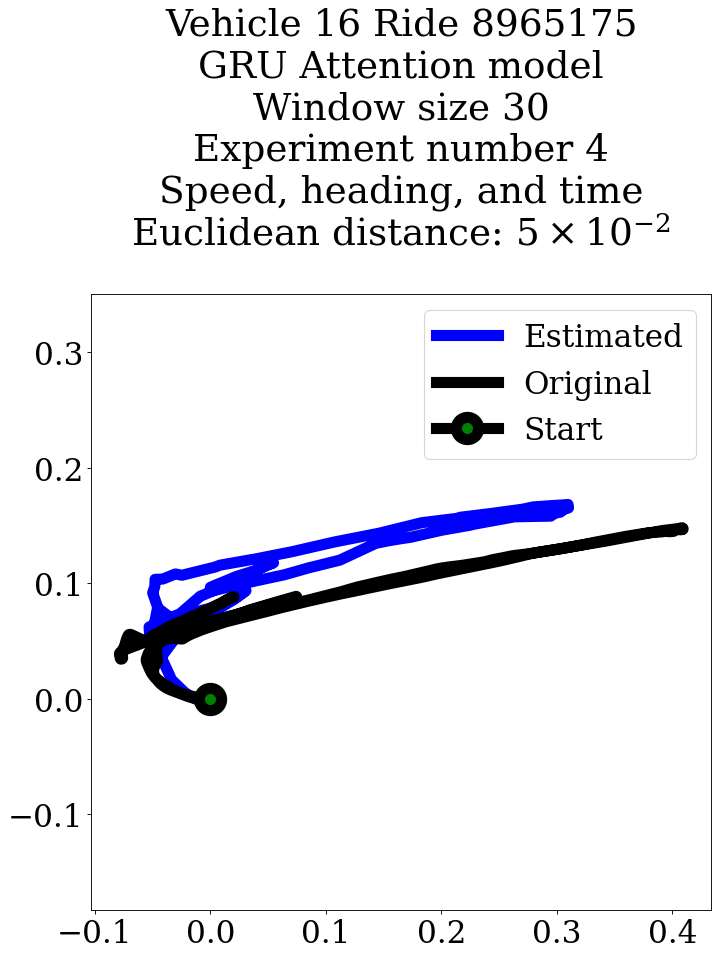 Vehicle 16 Ride 8965175
GRU Attention model
Window size 30
Experiment number 4
Speed, heading, and time
Euclidean distance: 5 × 10⁻²
Estimated
Original
Start
0.3
0.2
0.1
0.0
−0.1
−0.1 0.0 0.1 0.2 0.3 0.4